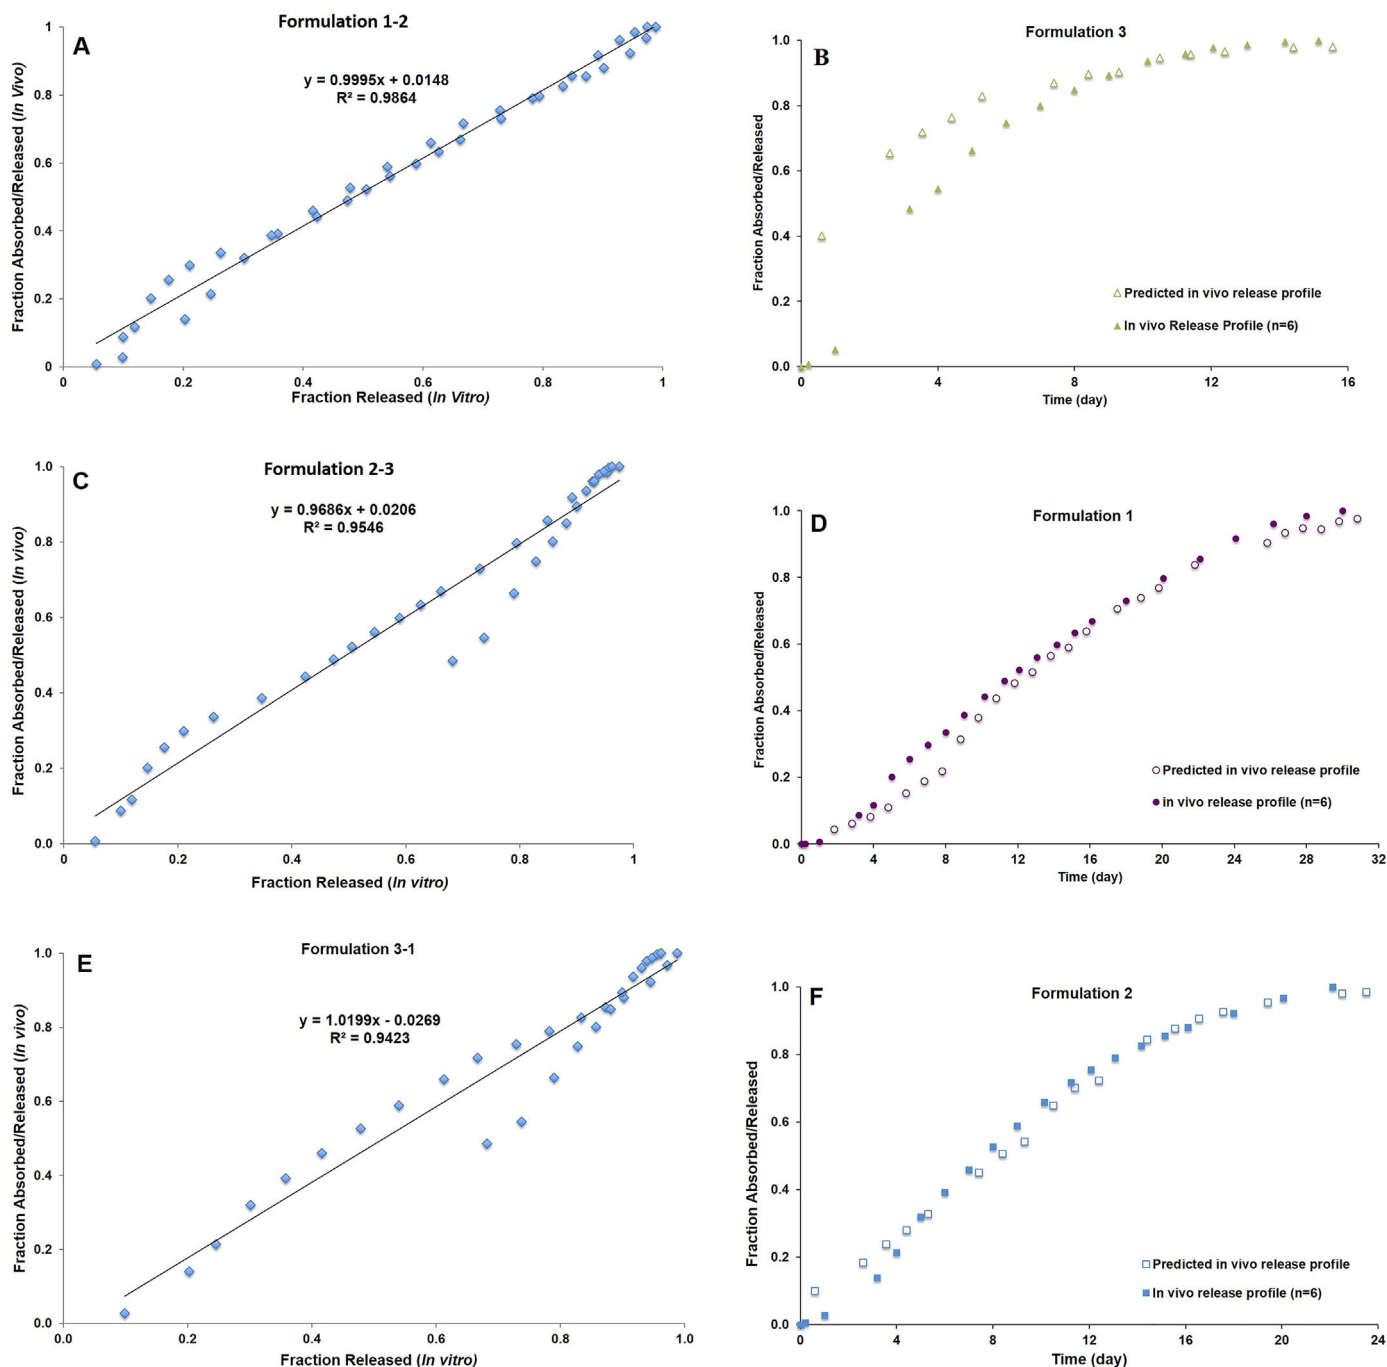 A
Formulation 1-2
y = 0.9995x + 0.0148
R² = 0.9864
Fraction Absorbed/Released (In Vivo)
1
0.8
0.6
0.4
0.2
0
0 0.2 0.4 0.6 0.8 1
Fraction Released (In Vitro)
B
Formulation 3
Fraction Absorbed/Released
1.0
0.8
0.6
0.4
0.2
0.0
Predicted in vivo release profile
In vivo Release Profile (n=6)
0 4 8 12 16
Time (day)
C
Formulation 2-3
y = 0.9686x + 0.0206
R² = 0.9546
Fraction Absorbed/Released (In vivo)
1.0
0.8
0.6
0.4
0.2
0.0
0 0.2 0.4 0.6 0.8 1
Fraction Released (In vitro)
D
Formulation 1
Fraction Absorbed/Released
1.0
0.8
0.6
0.4
0.2
0.0
Predicted in vivo release profile
in vivo release profile (n=6)
0 4 8 12 16 20 24 28 32
Time (day)
E
Formulation 3-1
y = 1.0199x - 0.0269
R² = 0.9423
Fraction Absorbed/Released (In vivo)
1.0
0.8
0.6
0.4
0.2
0.0
0.0 0.2 0.4 0.6 0.8 1.0
Fraction Released (In vitro)
F
Formulation 2
Fraction Absorbed/Released
1.0
0.8
0.6
0.4
0.2
0.0
Predicted in vivo release profile
In vivo release profile (n=6)
0 4 8 12 16 20 24
Time (day)